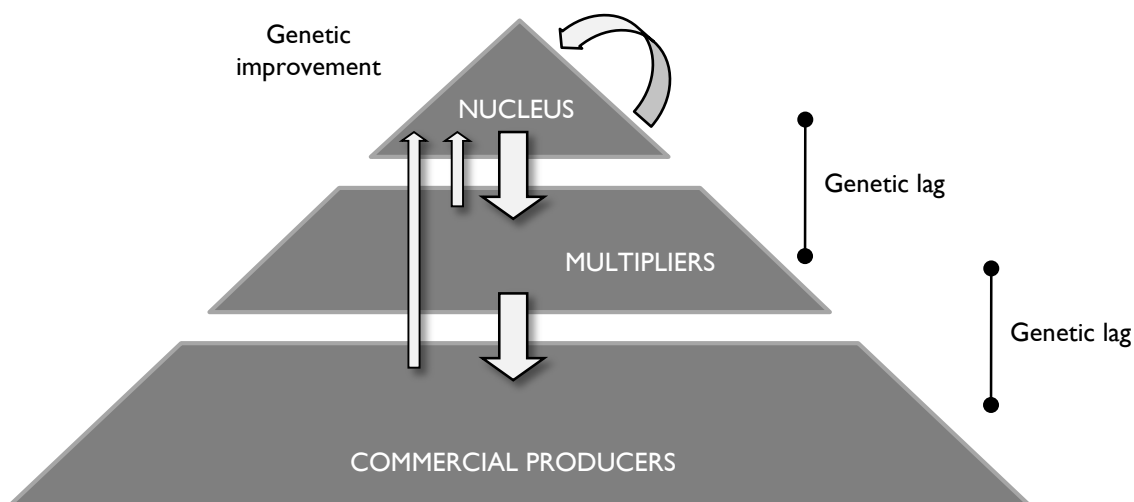 Genetic
improvement
NUCLEUS
Genetic lag
MULTIPLIERS
Genetic lag
COMMERCIAL PRODUCERS